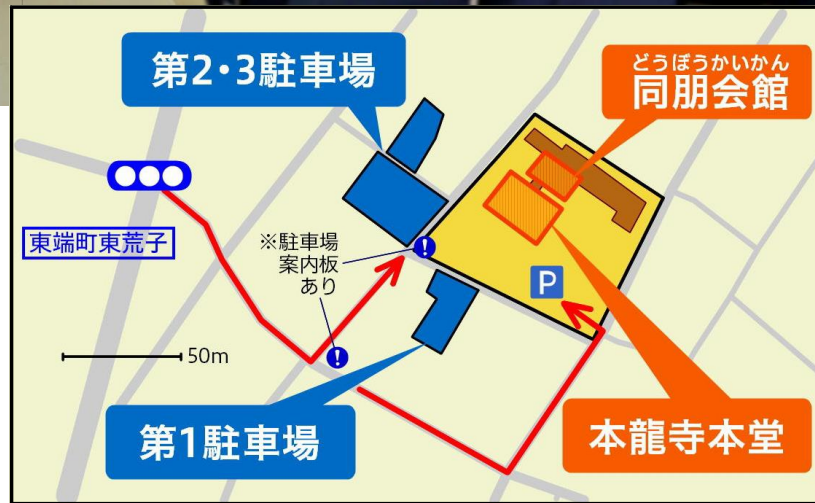 第2・3駐車場
どうぼうかいかん
同朋会館
東端町東荒子
※駐車場
案内板
あり
P
50m
第1駐車場
本龍寺本堂